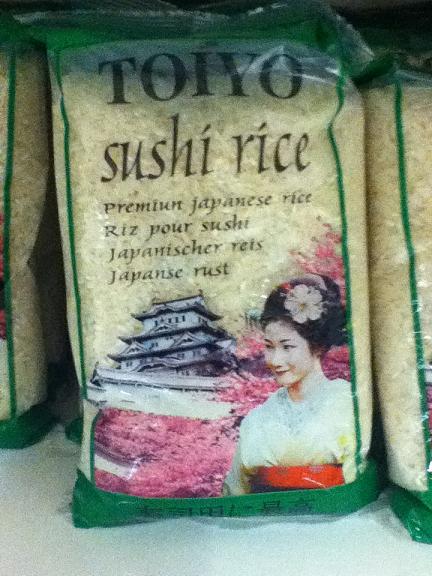 TOIYO
sushi rice
Premiun japanese rice
Riz pour sushi
Japanischer reis
Japanse rust